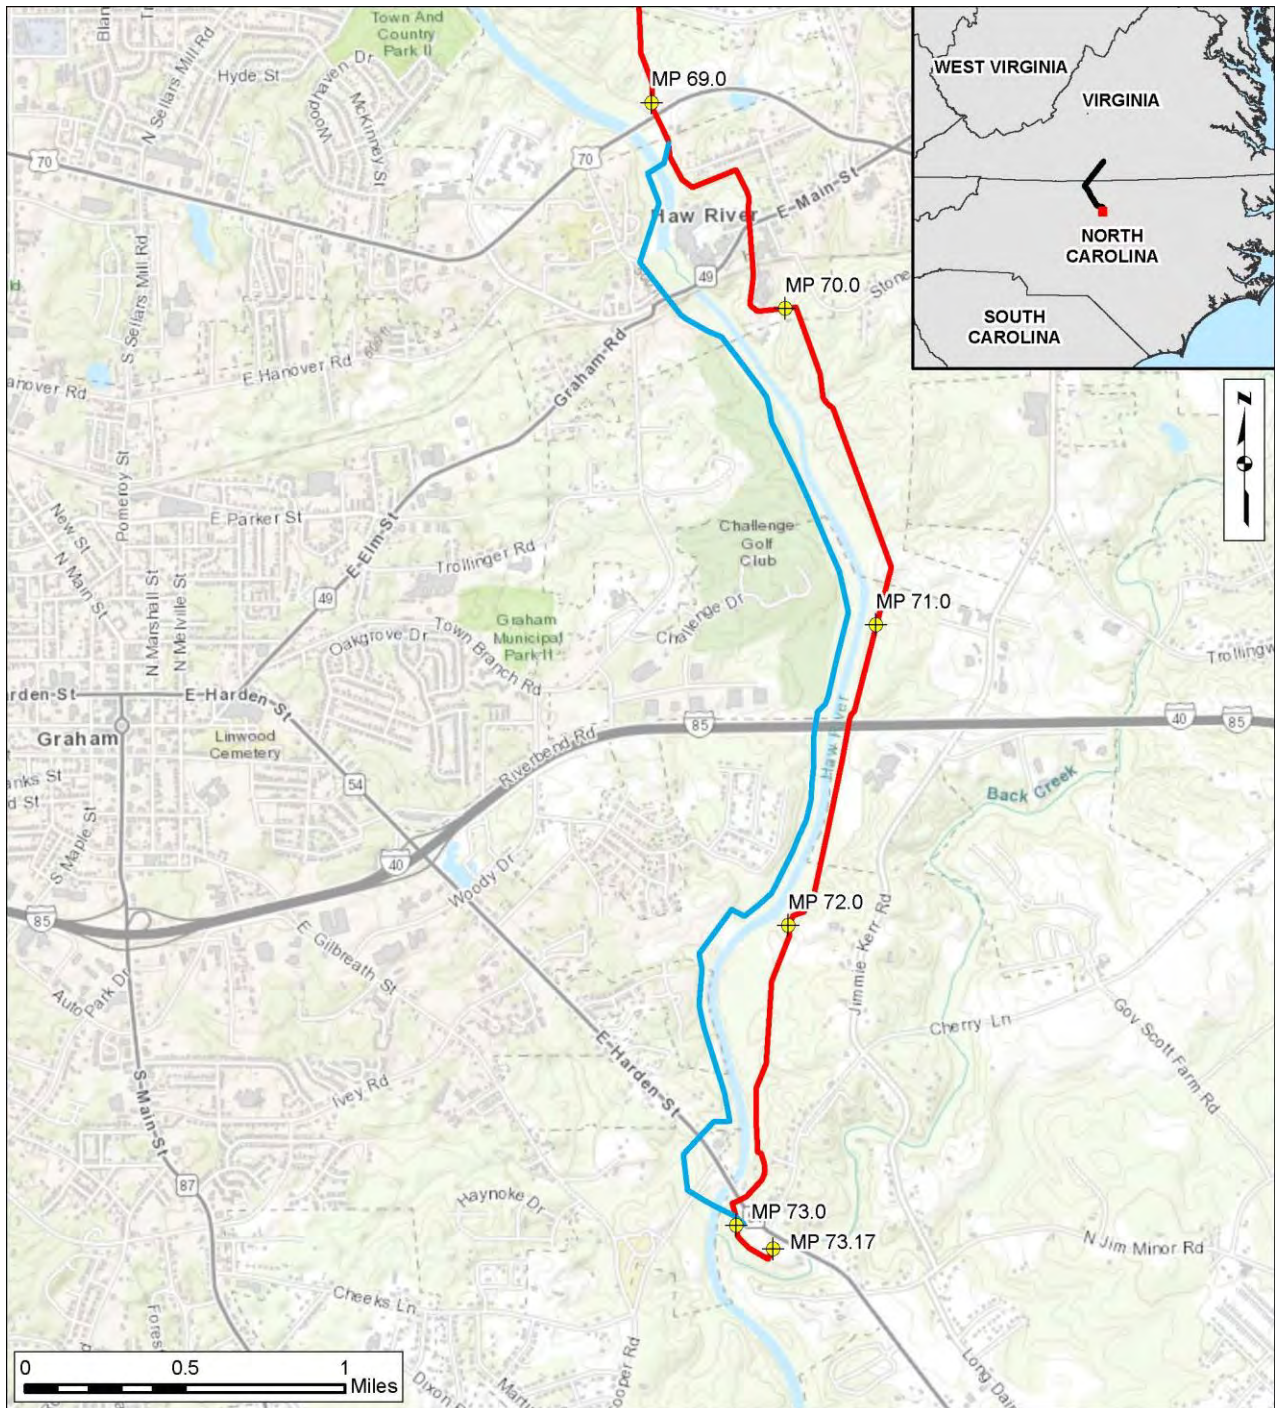 Town And
Country
Park II
N Sellars Mill Rd
Hyde St
Woodhaven Dr
McKinney St
MP 69.0
70
70
WEST VIRGINIA
VIRGINIA
NORTH
CAROLINA
SOUTH
CAROLINA
Haw River
E-Main-St
49
MP 70.0
S Sellars Mill Rd
E Hanover Rd
Graham-Rd
N
Pomeroy St
New St
N Main St
E Parker St
E-Elm-St
Trollinger Rd
Challenge
Golf
Club
N Marshall St
N Melville St
49
Oakgrove Dr
Graham
Municipal
Park II
Town Branch Rd
Challenge Dr
MP 71.0
E-Harden-St
Graham
Linwood
Cemetery
85
40
85
Riverbend Rd
Haw River
54
Back Creek
S Maple St
40
Woody Dr
85
E Gilbreath St
MP 72.0
Jimmie Kerr Rd
Auto Park Dr
Cherry Ln
Gov Scott Farm Rd
E-Harden-St
Ivey Rd
S-Main-St
87
Haynoke Dr
MP 73.0
MP 73.17
N Jim Minor Rd
Cheeks Ln
0 0.5 1
Miles